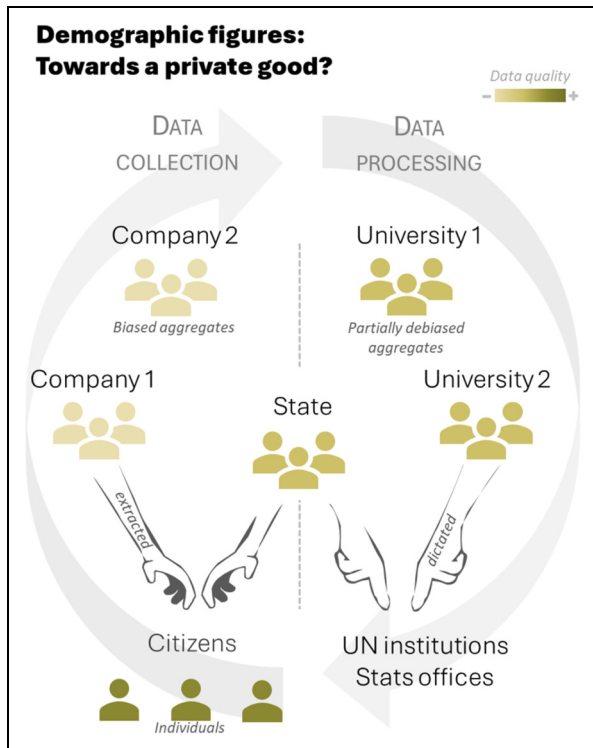 Demographic figures:
Towards a private good?
Data quality
- +
DATA
COLLECTION
DATA
PROCESSING
Company 2
Biased aggregates
University 1
Partially debiased
aggregates
Company 1
State
University 2
extracted
dictated
Citizens
Individuals
UN institutions
Stats offices